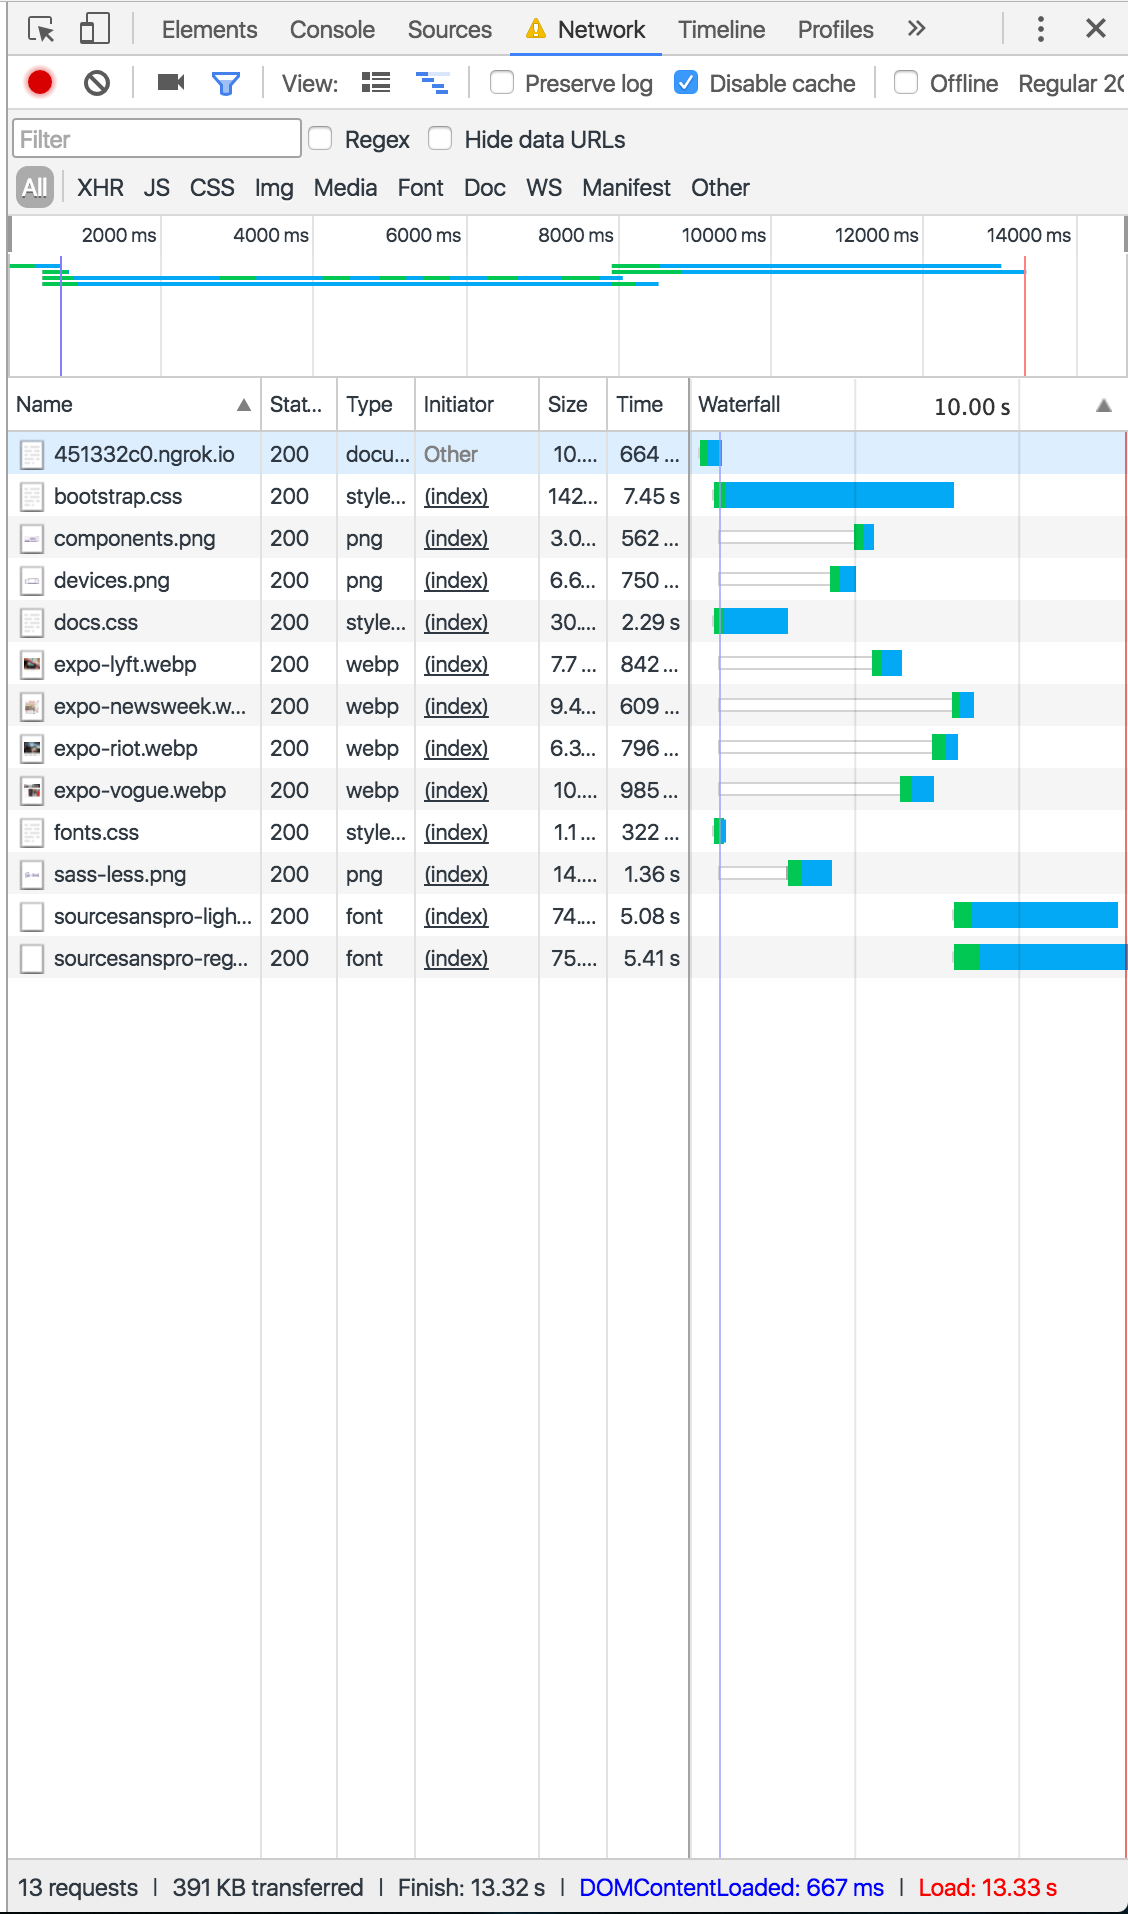 Elements Console Sources Network Timeline Profiles »
View: Preserve log Disable cache Offline Regular 2G
Filter Regex Hide data URLs
All XHR JS CSS Img Media Font Doc WS Manifest Other
2000 ms 4000 ms 6000 ms 8000 ms 10000 ms 12000 ms 14000 ms
Name Stat... Type Initiator Size Time Waterfall 10.00 s
451332c0.ngrok.io 200 docu... Other 10.... 664 ...
bootstrap.css 200 style... (index) 142... 7.45 s
components.png 200 png (index) 3.0... 562 ...
devices.png 200 png (index) 6.6... 750 ...
docs.css 200 style... (index) 30.... 2.29 s
expo-lyft.webp 200 webp (index) 7.7 ... 842 ...
expo-newsweek.w... 200 webp (index) 9.4... 609 ...
expo-riot.webp 200 webp (index) 6.3... 796 ...
expo-vogue.webp 200 webp (index) 10.... 985 ...
fonts.css 200 style... (index) 1.1 ... 322 ...
sass-less.png 200 png (index) 14.... 1.36 s
sourcesanspro-ligh... 200 font (index) 74.... 5.08 s
sourcesanspro-reg... 200 font (index) 75.... 5.41 s
13 requests | 391 KB transferred | Finish: 13.32 s | DOMContentLoaded: 667 ms | Load: 13.33 s